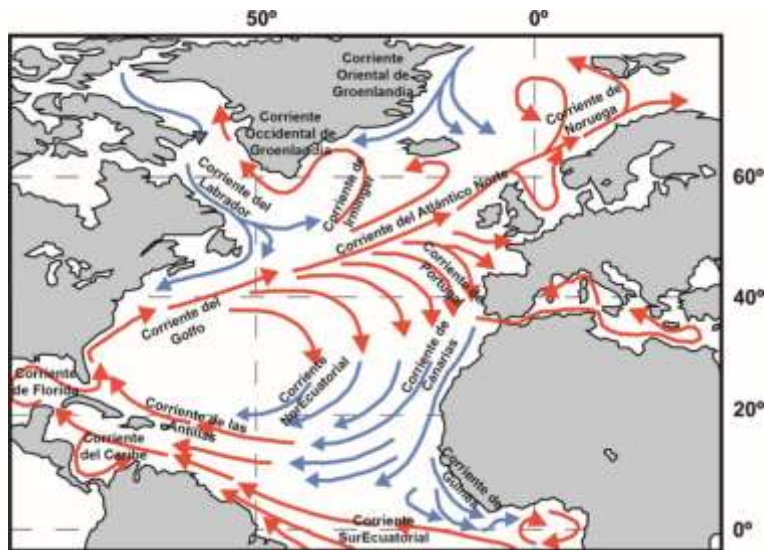 50º
0º
Corriente
Oriental de
Groenlandia
Corriente
Occidental de
Groenlandia
Corriente de
Noruega
Corriente de
Irminger
Corriente del
Labrador
60º
Corriente del Atlántico Norte
Corriente de
Portugal
40º
Corriente del
Golfo
Corriente
de Florida
Corriente
NorEcuatorial
Corriente de
Canarias
20º
Corriente de las
Antillas
Corriente
del Caribe
Corriente de
Guinea
Corriente
SurEcuatorial
0º